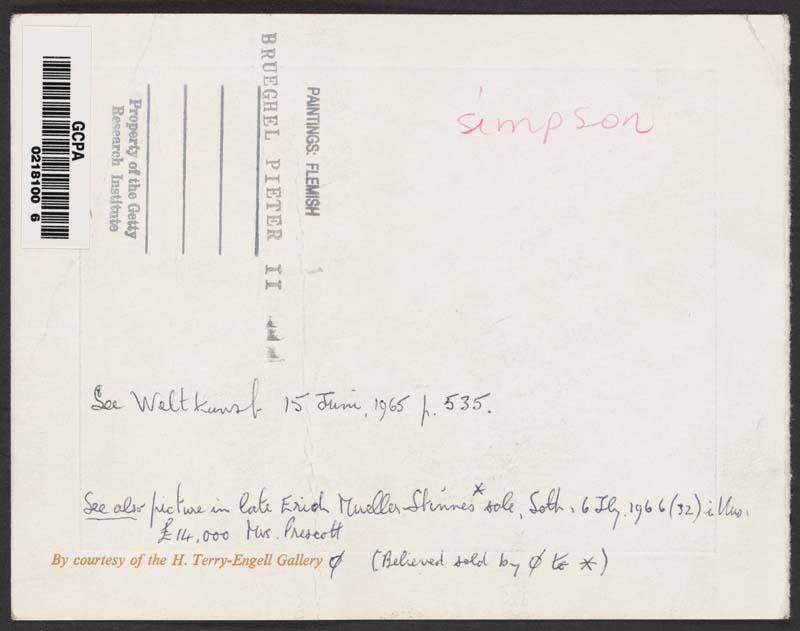 GCPA
0218100 6
Property of the Getty
Research Institute
BRUEGHEL PIETER II
PAINTINGS: FLEMISH
simpson
See Weltkunst 15 Juni, 1965 p. 535.
See also picture in late Erich Mueller-Stinnes* sale, Soth. 6 Jly. 1966 (32) illus.
£14,000 Mrs. Prescott
By courtesy of the H. Terry-Engell Gallery ø (Believed sold by ø to *)